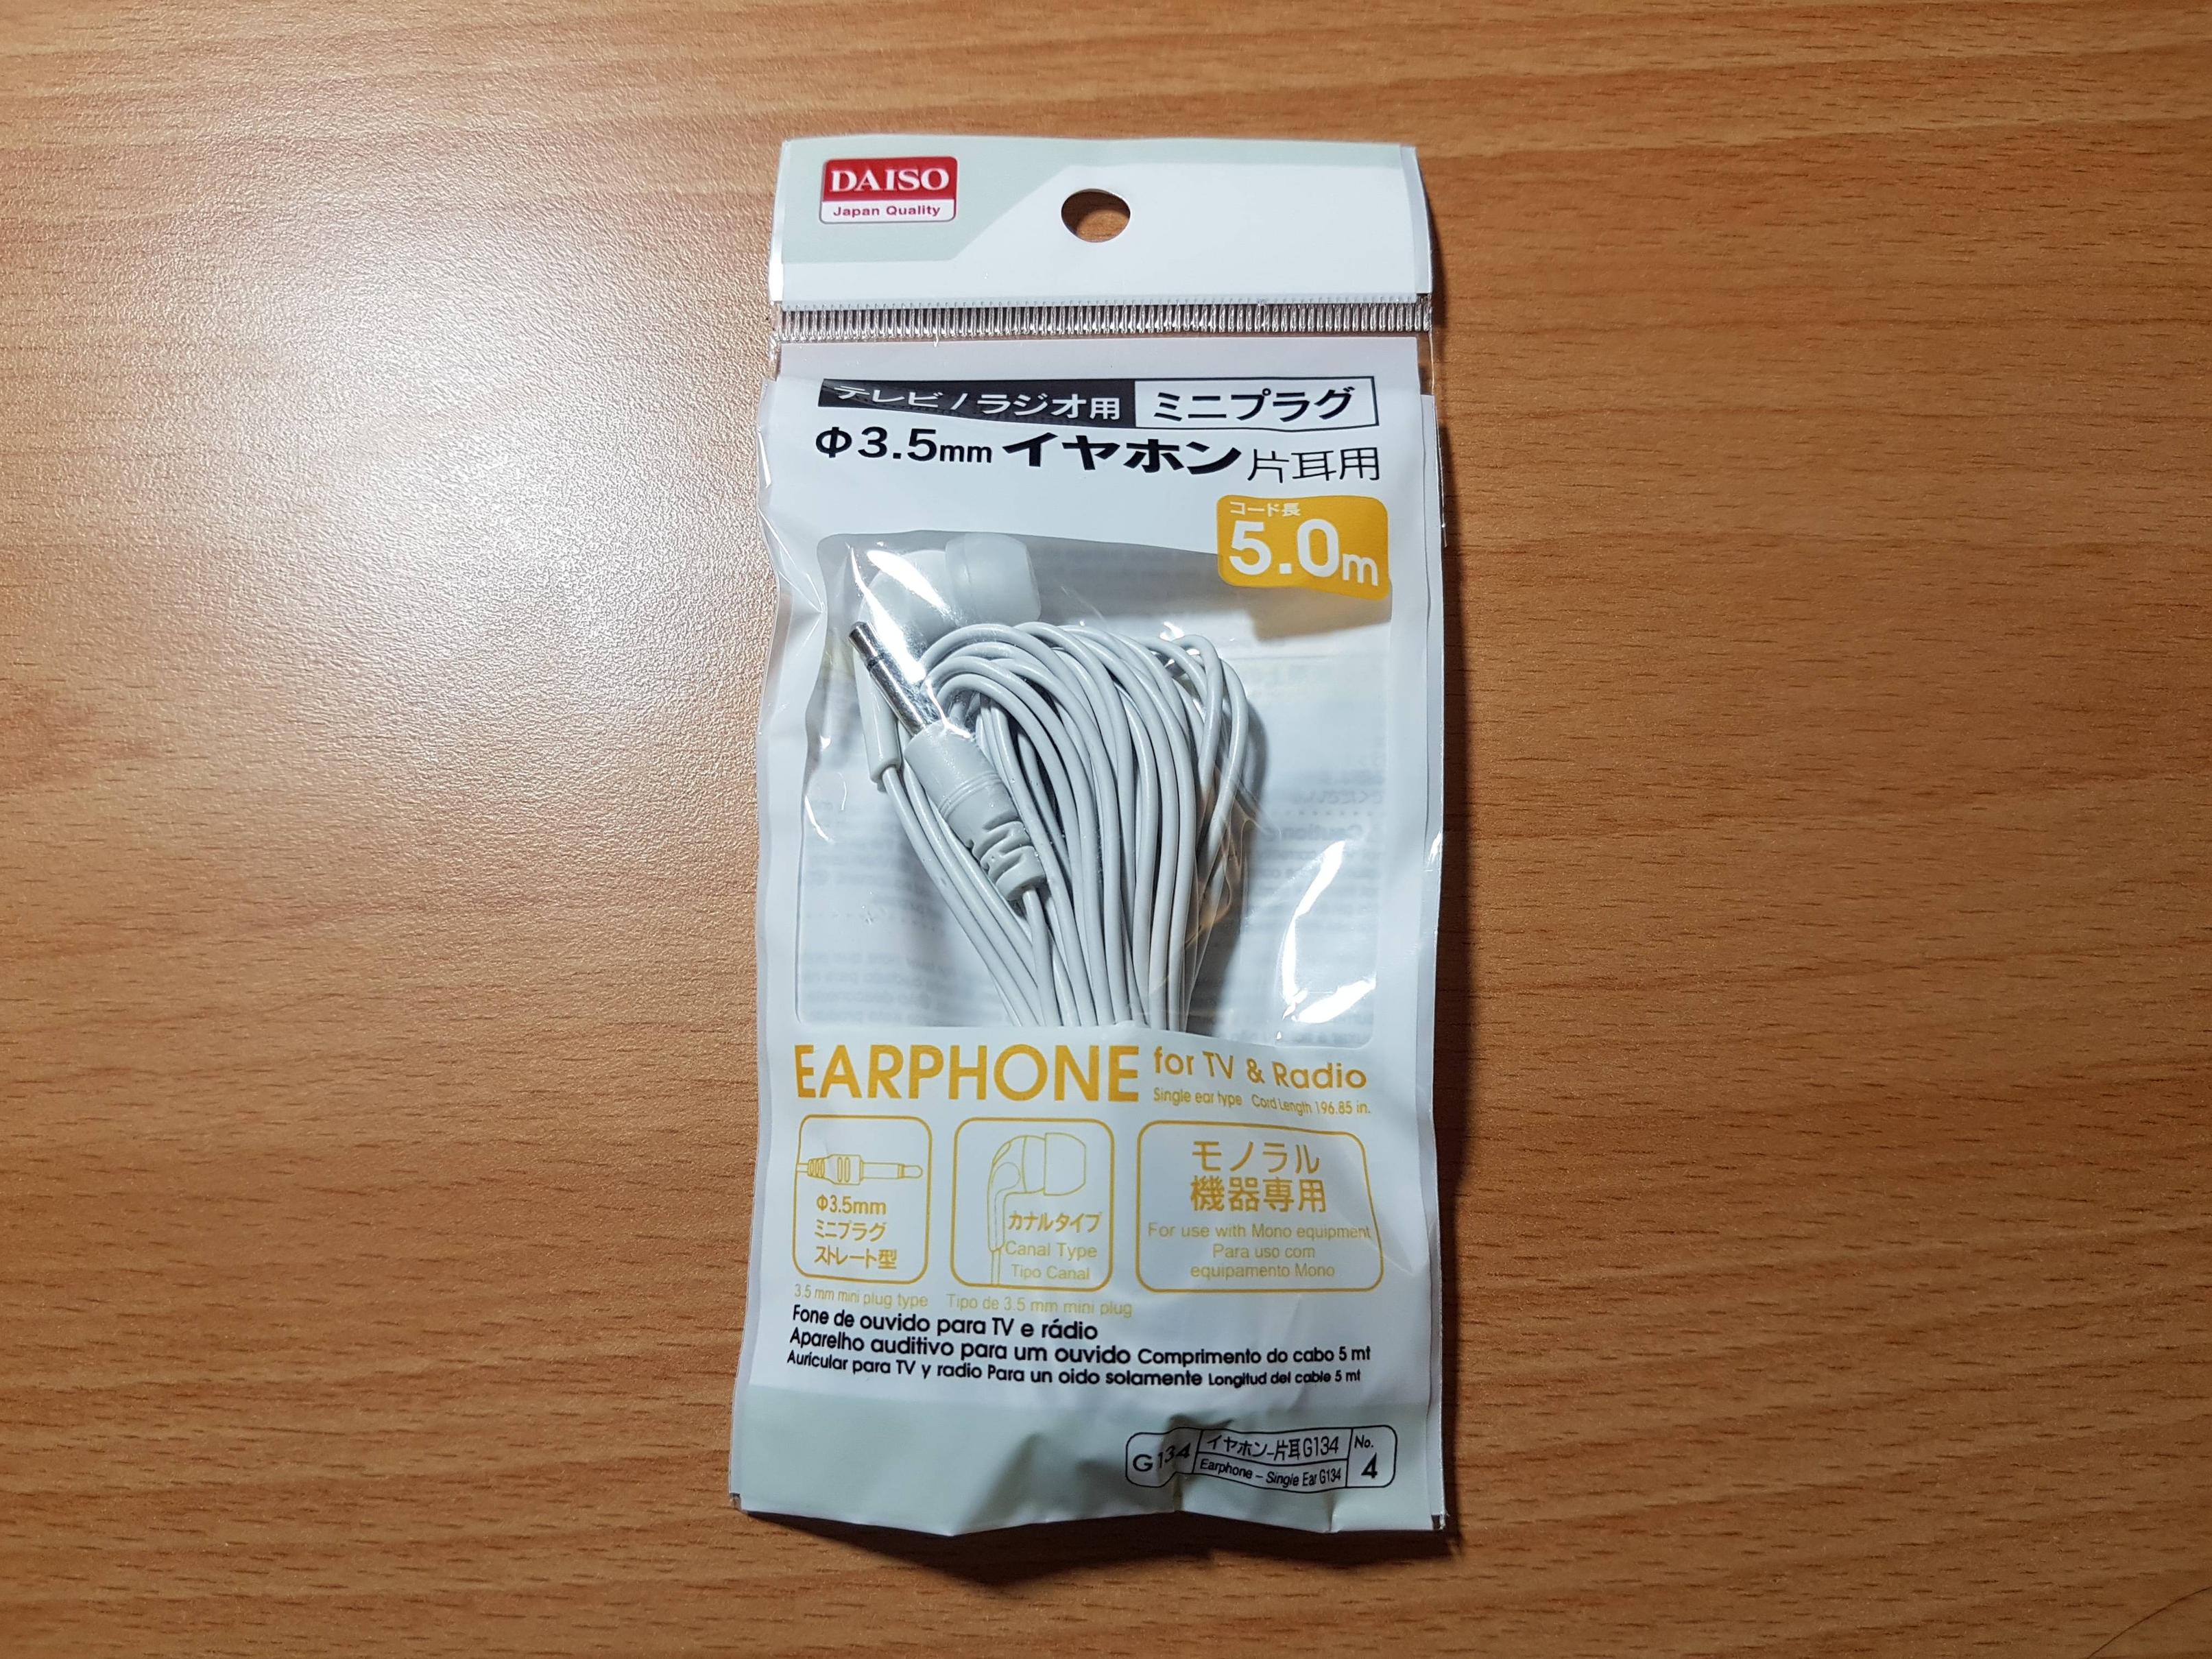 DAISO
Japan Quality
テレビ/ラジオ用 ミニプラグ
Φ3.5mm イヤホン 片耳用
コード長
5.0m
EARPHONE for TV & Radio
Single ear type Cord Length 196.85 in.
Φ3.5mm
ミニプラグ
ストレート型
カナルタイプ
Canal Type
Tipo Canal
モノラル
機器専用
For use with Mono equipment
Para uso com
equipamento Mono
3.5 mm mini plug type Tipo de 3.5 mm mini plug
Fone de ouvido para TV e rádio
Aparelho auditivo para um ouvido Comprimento do cabo 5 mt
Auricular para TV y radio Para un oido solamente Longitud del cable 5 mt
G134 イヤホン-片耳G134 No.
Earphone - Single Ear G134 4